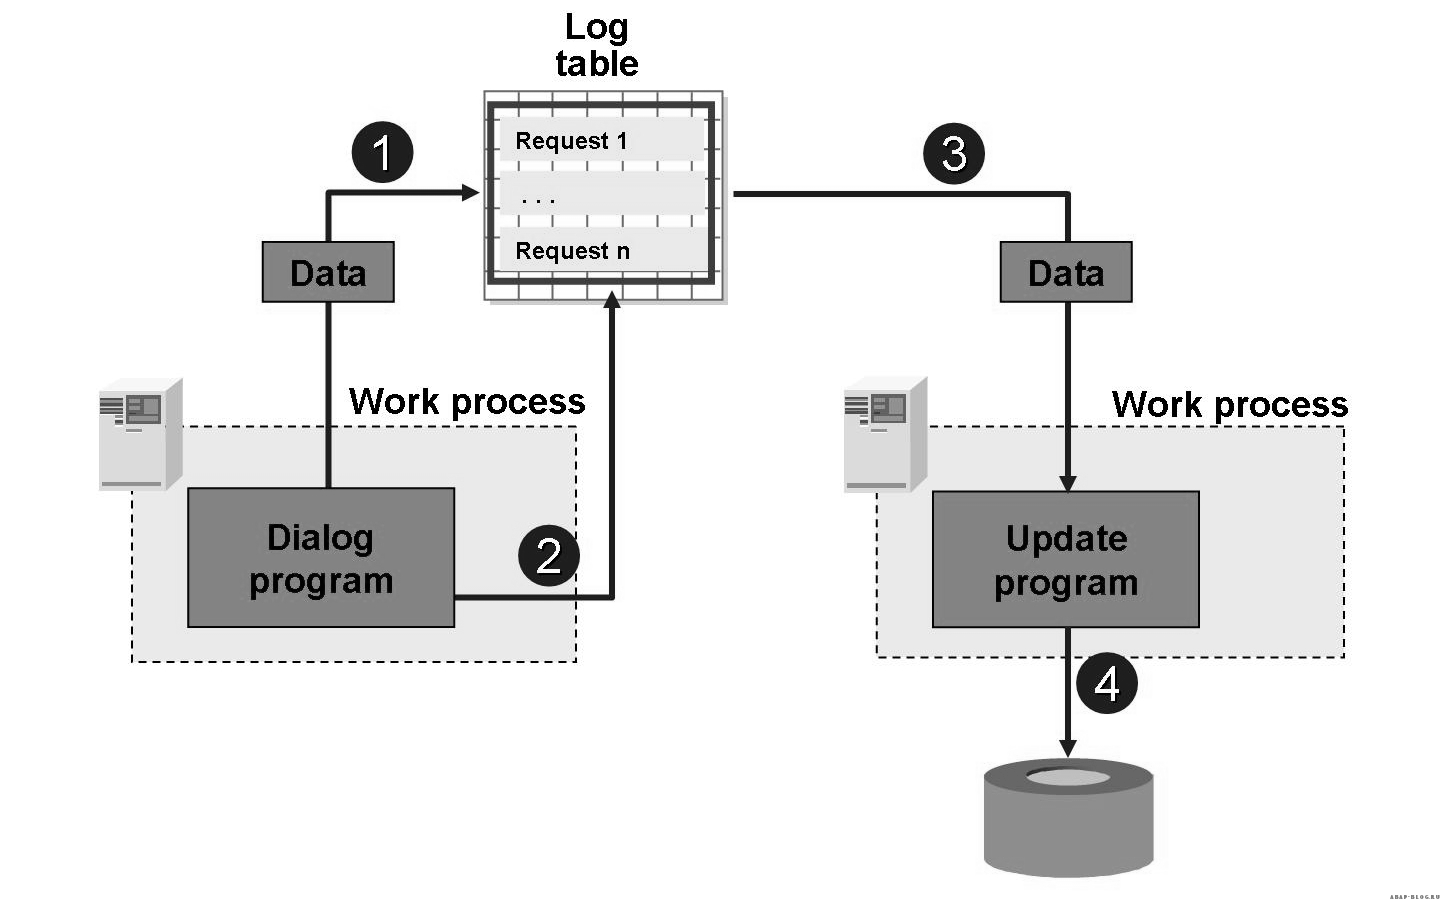 Log
table
1
3
Request 1
. . .
Request n
Data
Data
Work process
Work process
Dialog
program
2
Update
program
4
ABAP-BLOG.RU